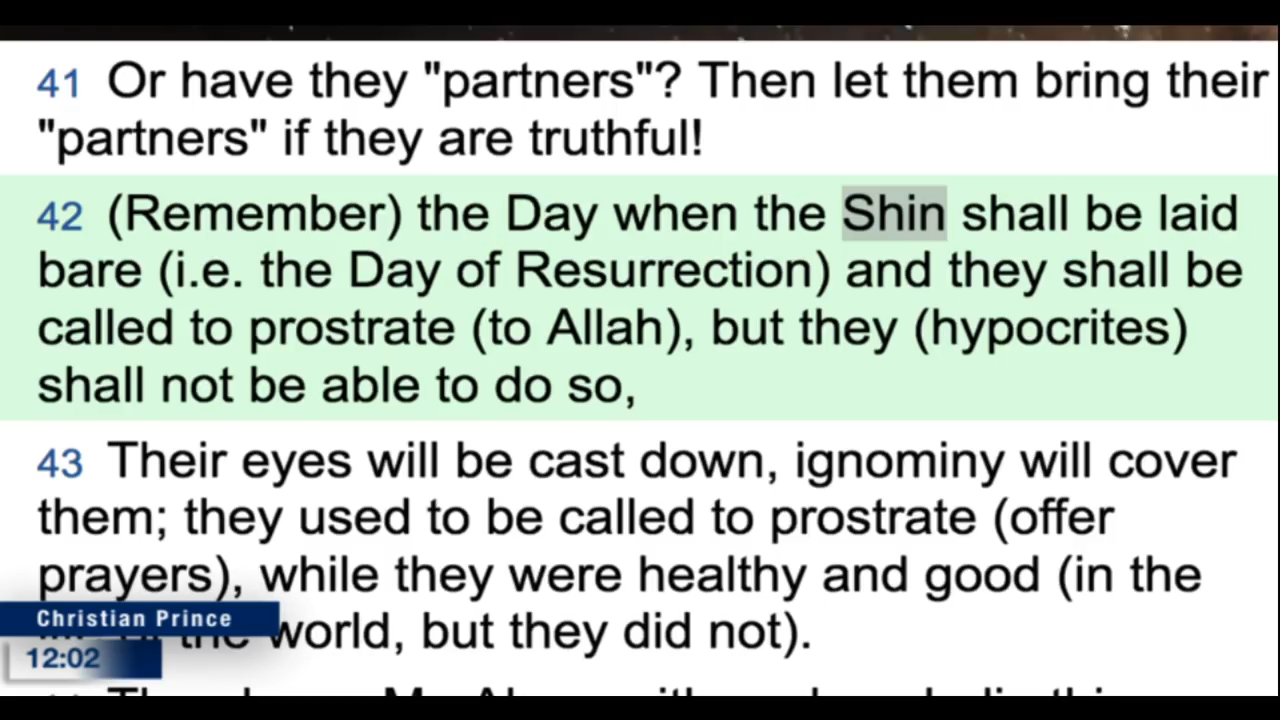 41 Or have they "partners"? Then let them bring their
"partners" if they are truthful!
42 (Remember) the Day when the Shin shall be laid
bare (i.e. the Day of Resurrection) and they shall be
called to prostrate (to Allah), but they (hypocrites)
shall not be able to do so,
43 Their eyes will be cast down, ignominy will cover
them; they used to be called to prostrate (offer
prayers), while they were healthy and good (in the
the world, but they did not).
Christian Prince
12:02